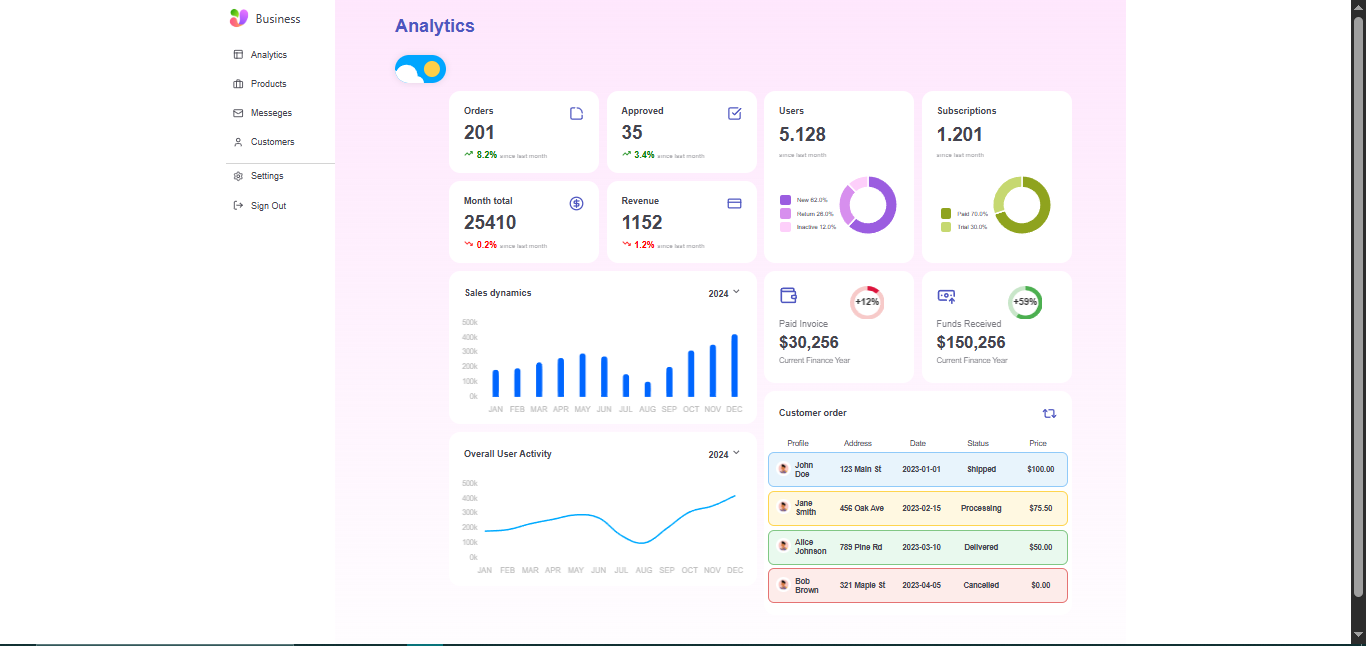 Business
Analytics
Products
Messeges
Customers
Settings
Sign Out
Analytics
Orders
201
8.2% since last month
Approved
35
3.4% since last month
Users
5.128
since last month
New 62.0%
Return 26.0%
Inactive 12.0%
Subscriptions
1.201
since last month
Paid 70.0%
Trial 30.0%
Month total
25410
0.2% since last month
Revenue
1152
1.2% since last month
Sales dynamics
2024
500k
400k
300k
200k
100k
0k
JAN FEB MAR APR MAY JUN JUL AUG SEP OCT NOV DEC
+12%
Paid Invoice
$30,256
Current Finance Year
+59%
Funds Received
$150,256
Current Finance Year
Overall User Activity
2024
500k
400k
300k
200k
100k
0k
JAN FEB MAR APR MAY JUN JUL AUG SEP OCT NOV DEC
Customer order
Profile Address Date Status Price
John
Doe
123 Main St 2023-01-01 Shipped $100.00
Jane
Smith
456 Oak Ave 2023-02-15 Processing $75.50
Alice
Johnson
789 Pine Rd 2023-03-10 Delivered $50.00
Bob
Brown
321 Maple St 2023-04-05 Cancelled $0.00